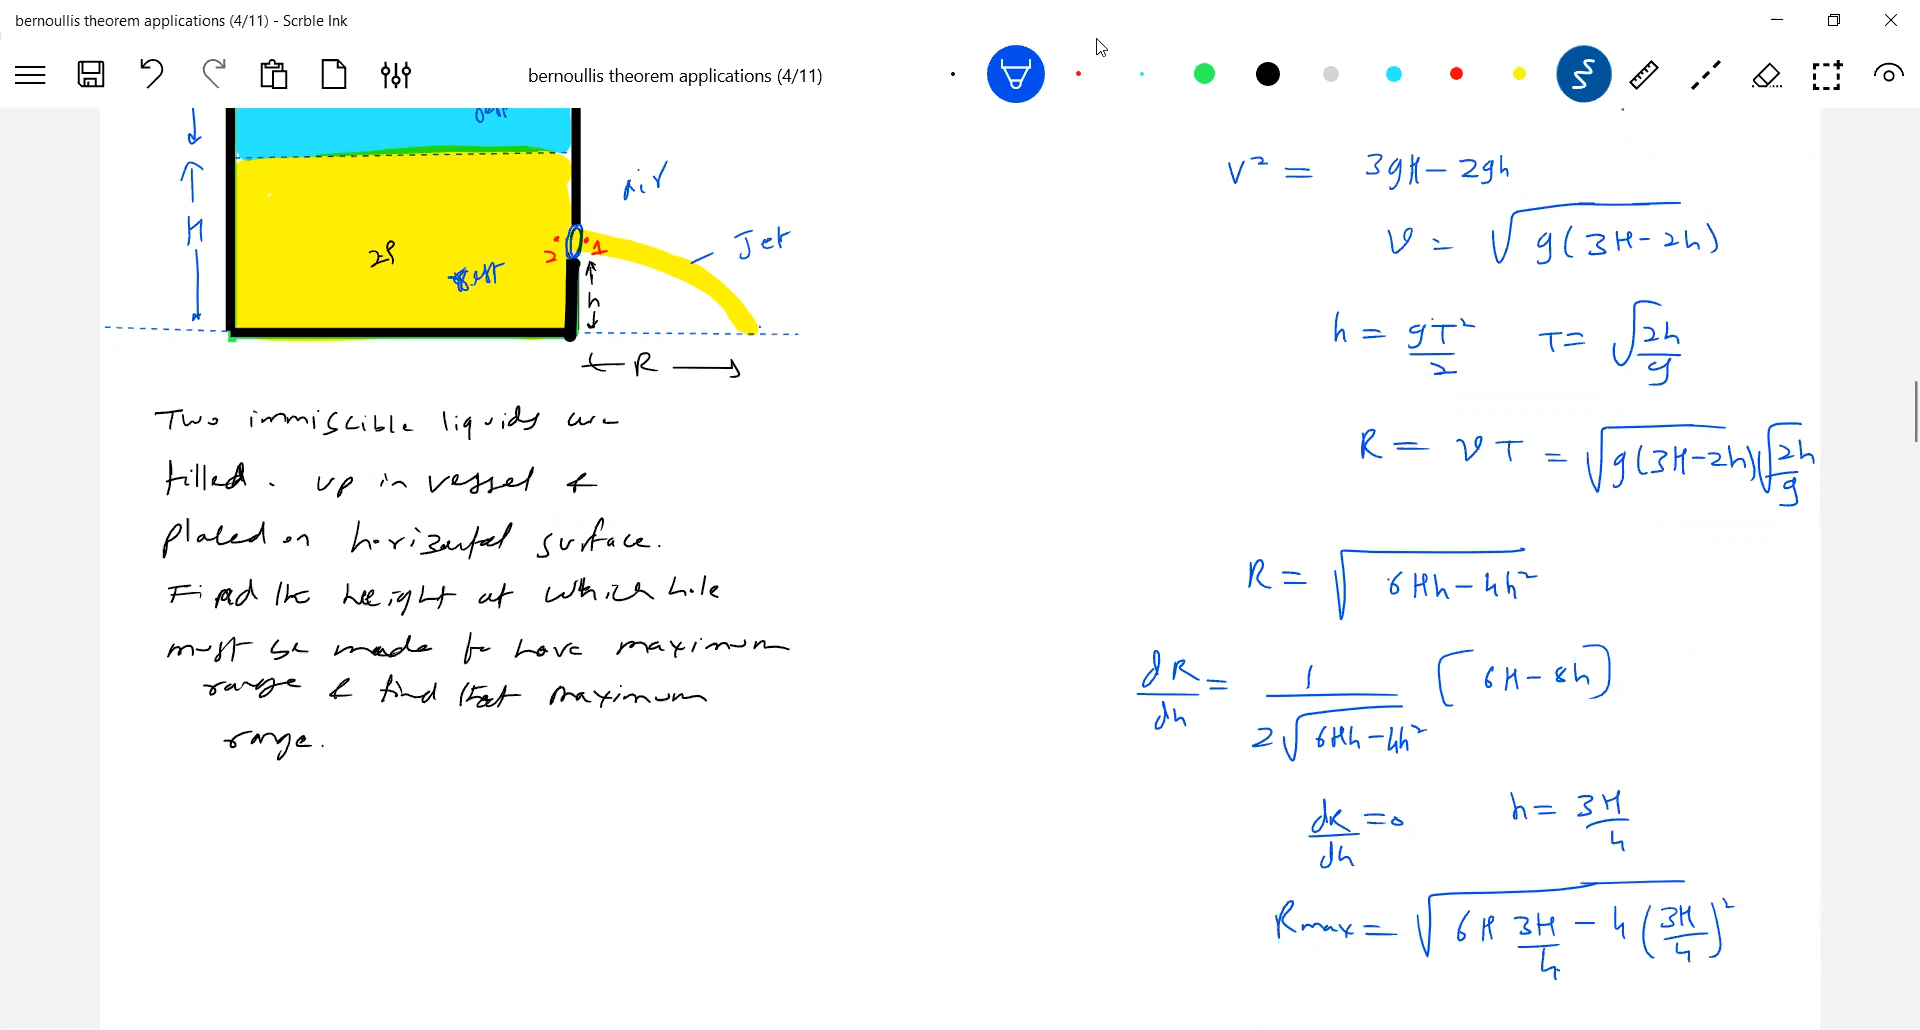 bernoullis theorem applications (4/11) - Scrble Ink
bernoullis theorem applications (4/11)
H
2ρ
2
1
h
air
Jet
R
Two immiscible liquids are
filled . up in vessel &
placed on horizontal surface.
Find the height at which hole
must be made to have maximum
range & find that maximum
range.
V² = 3gH - 2gh
v = √g(3H-2h)
h = gT²/2 T = √2h/g
R = vT = √g(3H-2h) √2h/g
R = √6Hh - 4h²
dR/dh = 1/2√6Hh-4h² [6H - 8h]
dR/dh = 0 h = 3H/4
Rmax = √6H 3H/4 - 4(3H/4)²